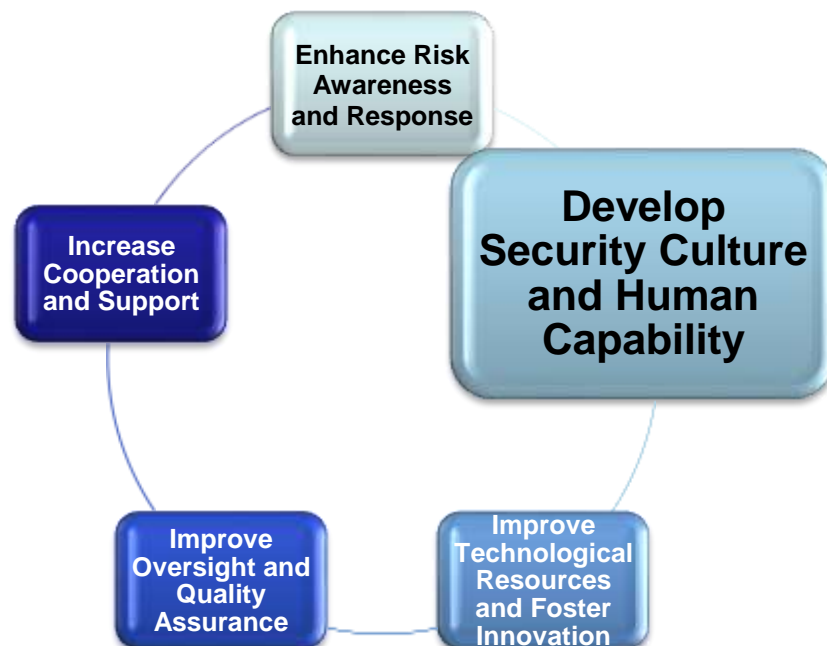 Enhance Risk
Awareness
and Response
Develop
Security Culture
and Human
Capability
Improve
Technological
Resources
and Foster
Innovation
Improve
Oversight and
Quality
Assurance
Increase
Cooperation
and Support